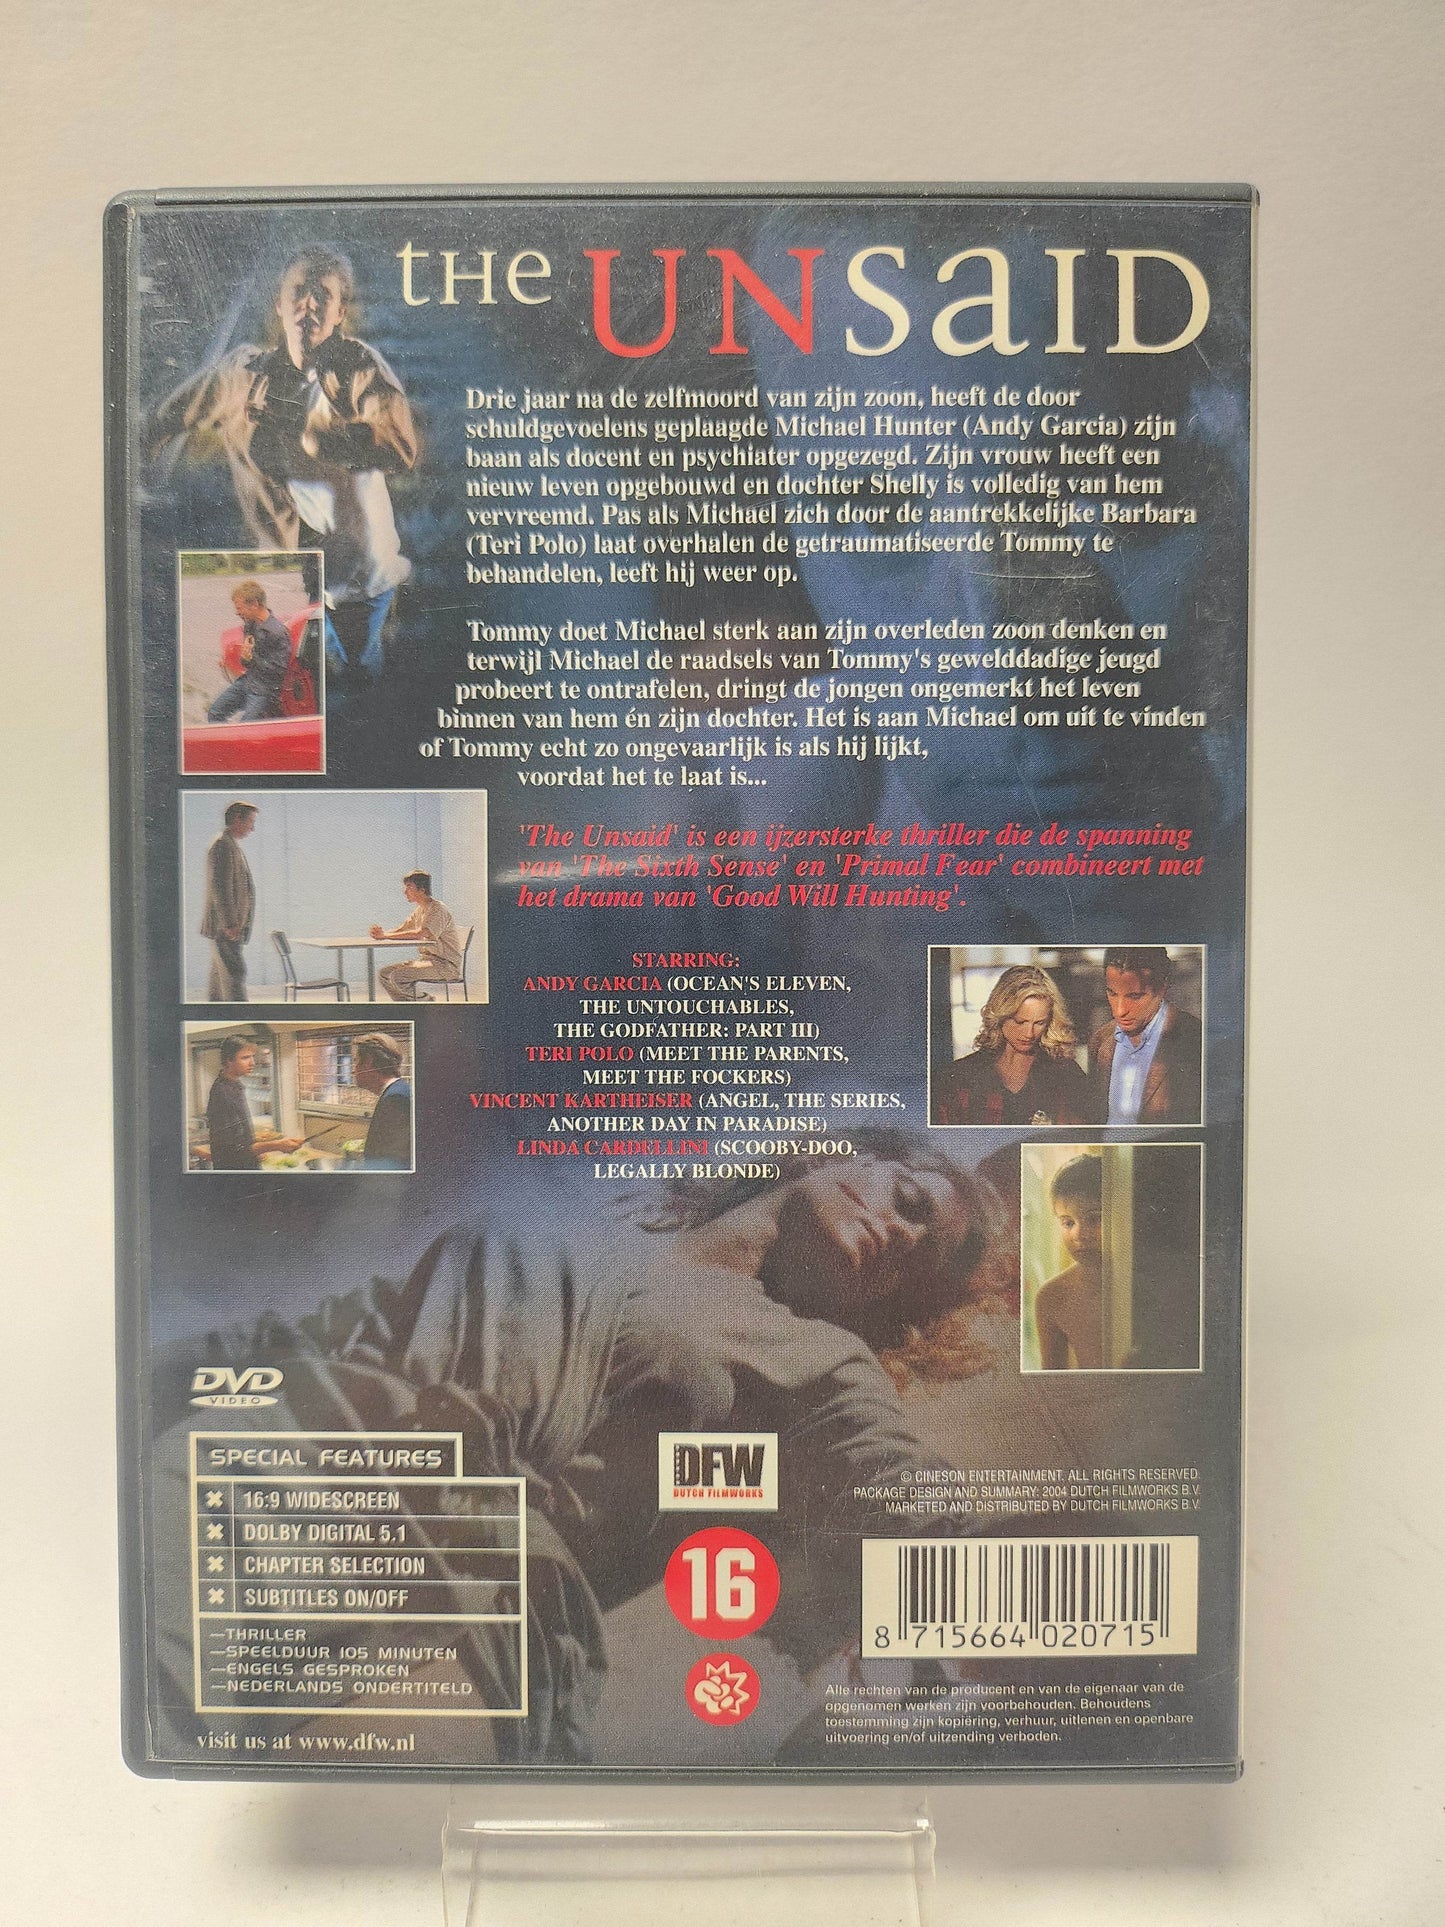 THE UNSAID
Drie jaar na de zelfmoord van zijn zoon, heeft de door
schuldgevoelens geplaagde Michael Hunter (Andy Garcia) zijn
baan als docent en psychiater opgezegd. Zijn vrouw heeft een
nieuw leven opgebouwd en dochter Shelly is volledig van hem
vervreemd. Pas als Michael zich door de aantrekkelijke Barbara
(Teri Polo) laat overhalen de getraumatiseerde Tommy te
behandelen, leeft hij weer op.
Tommy doet Michael sterk aan zijn overleden zoon denken en
terwijl Michael de raadsels van Tommy's gewelddadige jeugd
probeert te ontrafelen, dringt de jongen ongemerkt het leven
binnen van hem én zijn dochter. Het is aan Michael om uit te vinden
of Tommy echt zo ongevaarlijk is als hij lijkt,
voordat het te laat is...
'The Unsaid' is een ijzersterke thriller die de spanning
van 'The Sixth Sense' en 'Primal Fear' combineert met
het drama van 'Good Will Hunting'.
STARRING:
ANDY GARCIA (OCEAN'S ELEVEN,
THE UNTOUCHABLES,
THE GODFATHER: PART III)
TERI POLO (MEET THE PARENTS,
MEET THE FOCKERS)
VINCENT KARTHEISER (ANGEL, THE SERIES,
ANOTHER DAY IN PARADISE)
LINDA CARDELLINI (SCOOBY-DOO,
LEGALLY BLONDE)
DVD
VIDEO
SPECIAL FEATURES
16:9 WIDESCREEN
DOLBY DIGITAL 5.1
CHAPTER SELECTION
SUBTITLES ON/OFF
—THRILLER
—SPEELDUUR 105 MINUTEN
—ENGELS GESPROKEN
—NEDERLANDS ONDERTITELD
visit us at www.dfw.nl
DFW
DUTCH FILMWORKS
16
© CINESON ENTERTAINMENT. ALL RIGHTS RESERVED.
PACKAGE DESIGN AND SUMMARY: 2004 DUTCH FILMWORKS B.V.
MARKETED AND DISTRIBUTED BY DUTCH FILMWORKS B.V.
8 715664 020715
Alle rechten van de producent en van de eigenaar van de
opgenomen werken zijn voorbehouden. Behoudens
toestemming zijn kopiëring, verhuur, uitlenen en openbare
uitvoering en/of uitzending verboden.